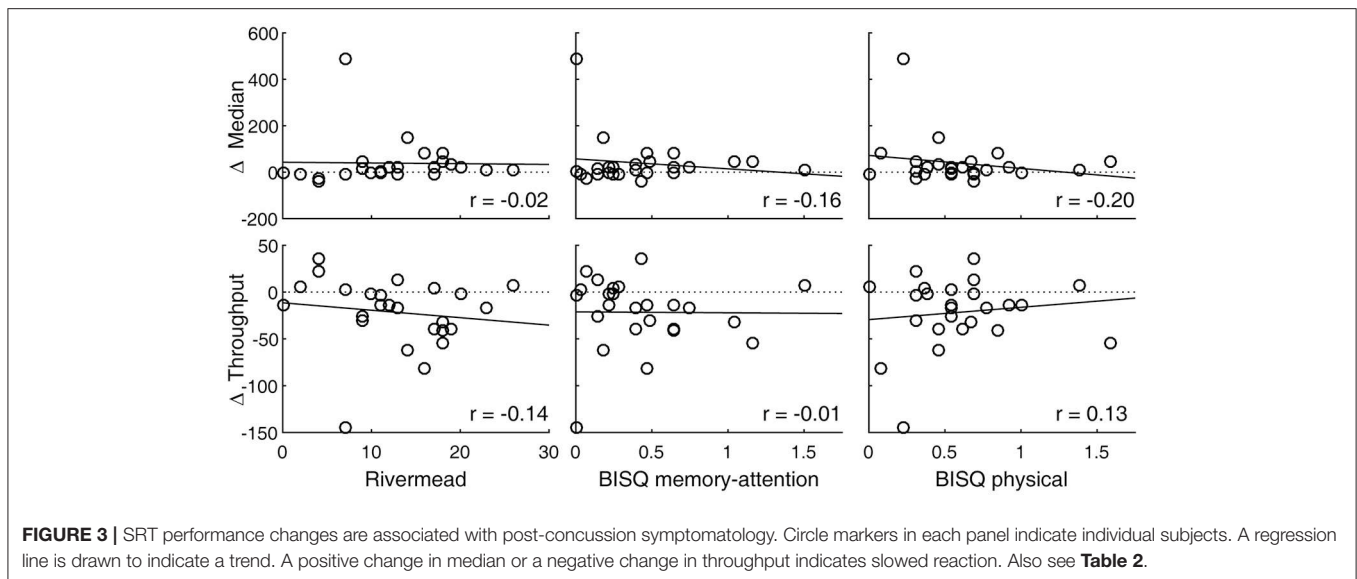 600
400
200
0
-200
Δ Median
r = -0.02
r = -0.16
r = -0.20
50
0
-50
-100
-150
Δ Throughput
r = -0.14
r = -0.01
r = 0.13
0 10 20 30
0 0.5 1 1.5
0 0.5 1 1.5
Rivermead
BISQ memory-attention
BISQ physical
FIGURE 3 | SRT performance changes are associated with post-concussion symptomatology. Circle markers in each panel indicate individual subjects. A regression
line is drawn to indicate a trend. A positive change in median or a negative change in throughput indicates slowed reaction. Also see Table 2.